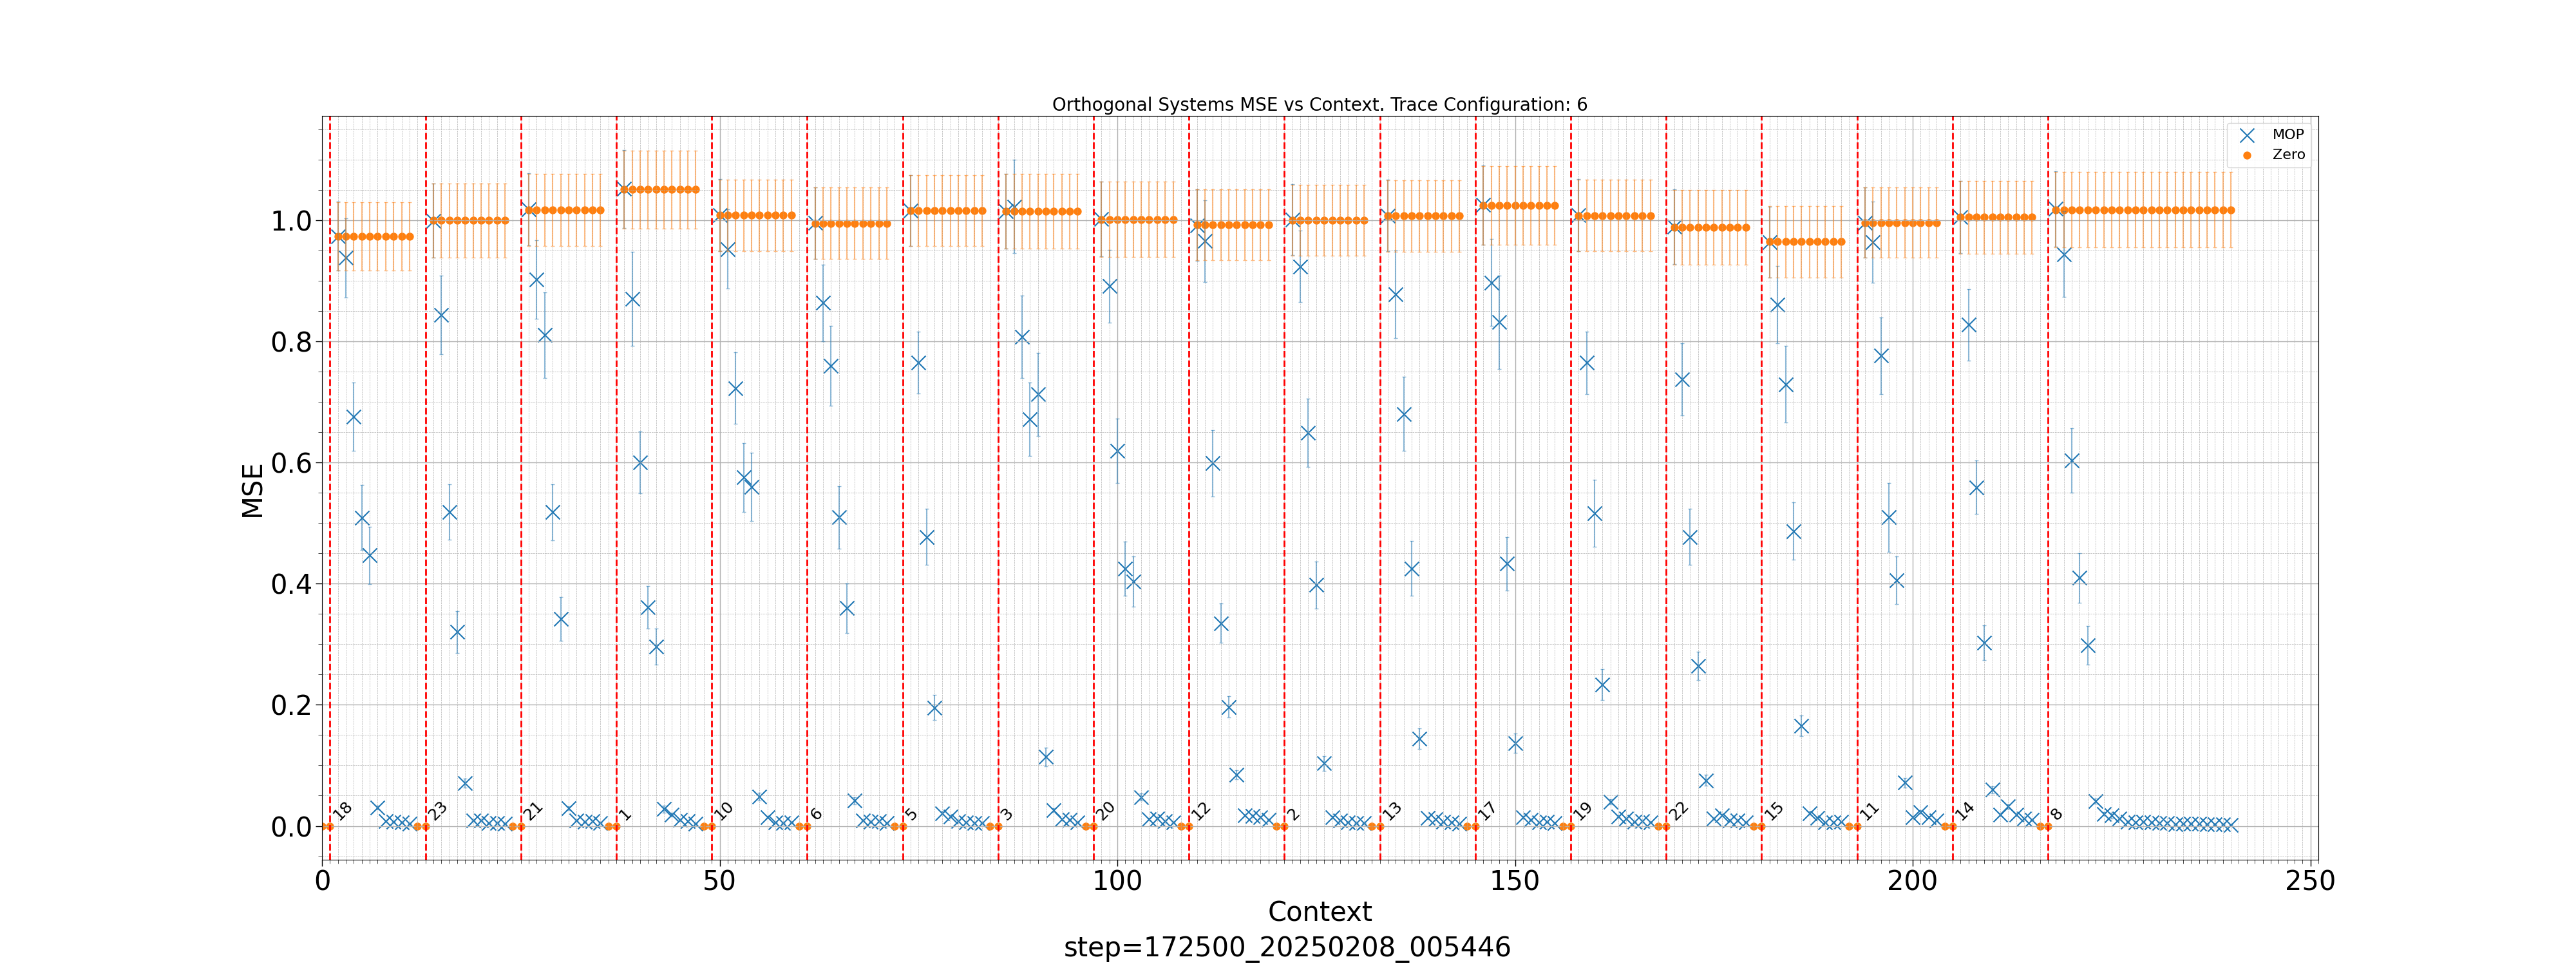 Orthogonal Systems MSE vs Context. Trace Configuration: 6
MOP
Zero
MSE
1.0
0.8
0.6
0.4
0.2
0.0
18 23 21 1 10 6 5 3 20 12 2 13 17 19 22 15 11 14 8
0 50 100 150 200 250
Context
step=172500_20250208_005446